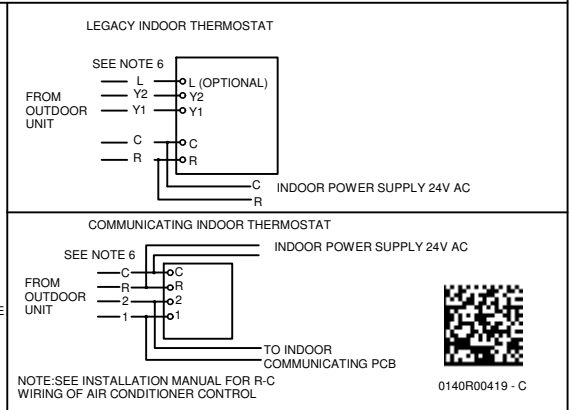 LEGACY INDOOR THERMOSTAT
SEE NOTE 6
L L (OPTIONAL)
Y2 Y2
FROM OUTDOOR UNIT
Y1 Y1
C C
R R
C INDOOR POWER SUPPLY 24V AC
R
COMMUNICATING INDOOR THERMOSTAT
INDOOR POWER SUPPLY 24V AC
SEE NOTE 6
C C
FROM OUTDOOR UNIT
R R
2 2
1 1
E
TO INDOOR
COMMUNICATING PCB
NOTE:SEE INSTALLATION MANUAL FOR R-C
WIRING OF AIR CONDITIONER CONTROL
0140R00419 - C